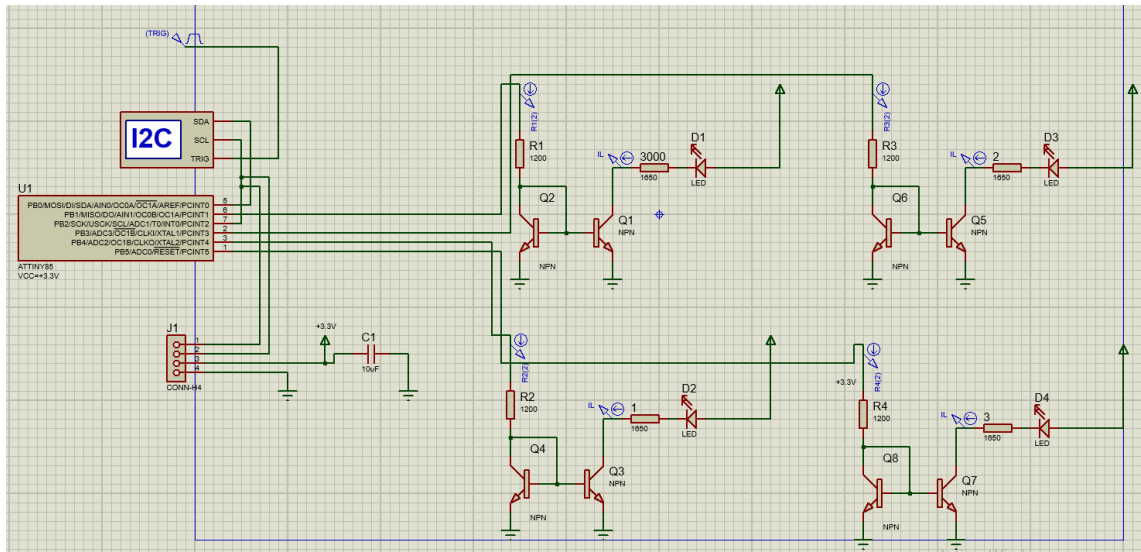 (TRIG)
I2C
SDA
SCL
TRIG
U1
PB0/MOSI/DI/SDA/AIN0/OC0A/OC1A/AREF/PCINT0
PB1/MISO/DO/AIN1/OC0B/OC1A/PCINT1
PB2/SCK/USCK/SCL/ADC1/T0/INT0/PCINT2
PB3/ADC3/OC1B/CLKI/XTAL1/PCINT3
PB4/ADC2/OC1B/CLKO/XTAL2/PCINT4
PB5/ADC0/RESET/PCINT5
5
6
7
2
3
1
ATTINY85
VCC=+3.3V
J1
1
2
3
4
CONN-H4
+3.3V
C1
10uF
R1(2)
R1
1200
Q2
NPN
IL
3000
1650
D1
LED
Q1
NPN
R3(2)
R3
1200
Q6
NPN
IL
2
1650
D3
LED
Q5
NPN
R2(2)
R2
1200
Q4
NPN
IL
1
1650
D2
LED
Q3
NPN
R4(2)
+3.3V
R4
1200
Q8
NPN
IL
3
1650
D4
LED
Q7
NPN